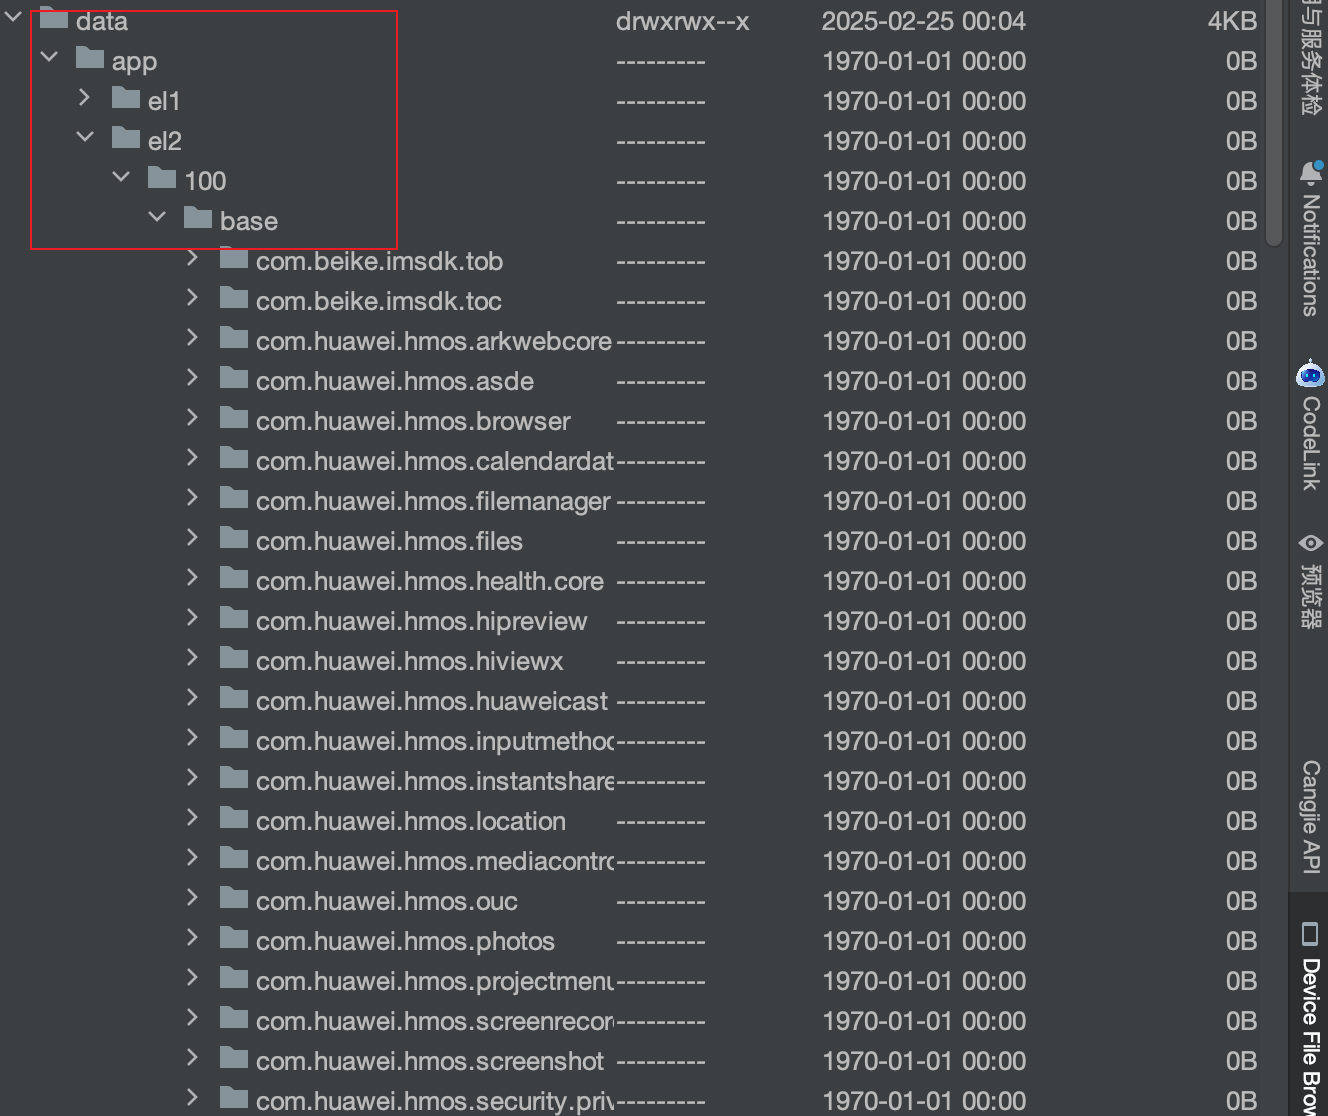 data drwxrwx--x 2025-02-25 00:04 4KB
app --------- 1970-01-01 00:00 0B
el1 --------- 1970-01-01 00:00 0B
el2 --------- 1970-01-01 00:00 0B
100 --------- 1970-01-01 00:00 0B
base --------- 1970-01-01 00:00 0B
com.beike.imsdk.tob --------- 1970-01-01 00:00 0B
com.beike.imsdk.toc --------- 1970-01-01 00:00 0B
com.huawei.hmos.arkwebcore --------- 1970-01-01 00:00 0B
com.huawei.hmos.asde --------- 1970-01-01 00:00 0B
com.huawei.hmos.browser --------- 1970-01-01 00:00 0B
com.huawei.hmos.calendardat --------- 1970-01-01 00:00 0B
com.huawei.hmos.filemanager --------- 1970-01-01 00:00 0B
com.huawei.hmos.files --------- 1970-01-01 00:00 0B
com.huawei.hmos.health.core --------- 1970-01-01 00:00 0B
com.huawei.hmos.hipreview --------- 1970-01-01 00:00 0B
com.huawei.hmos.hiviewx --------- 1970-01-01 00:00 0B
com.huawei.hmos.huaweicast --------- 1970-01-01 00:00 0B
com.huawei.hmos.inputmethod --------- 1970-01-01 00:00 0B
com.huawei.hmos.instantshare --------- 1970-01-01 00:00 0B
com.huawei.hmos.location --------- 1970-01-01 00:00 0B
com.huawei.hmos.mediacontro --------- 1970-01-01 00:00 0B
com.huawei.hmos.ouc --------- 1970-01-01 00:00 0B
com.huawei.hmos.photos --------- 1970-01-01 00:00 0B
com.huawei.hmos.projectmenu --------- 1970-01-01 00:00 0B
com.huawei.hmos.screenrecor --------- 1970-01-01 00:00 0B
com.huawei.hmos.screenshot --------- 1970-01-01 00:00 0B
com.huawei.hmos.security.priv --------- 1970-01-01 00:00 0B
与服务体检
Notifications
CodeLink
预览器
Cangjie API
Device File Brow